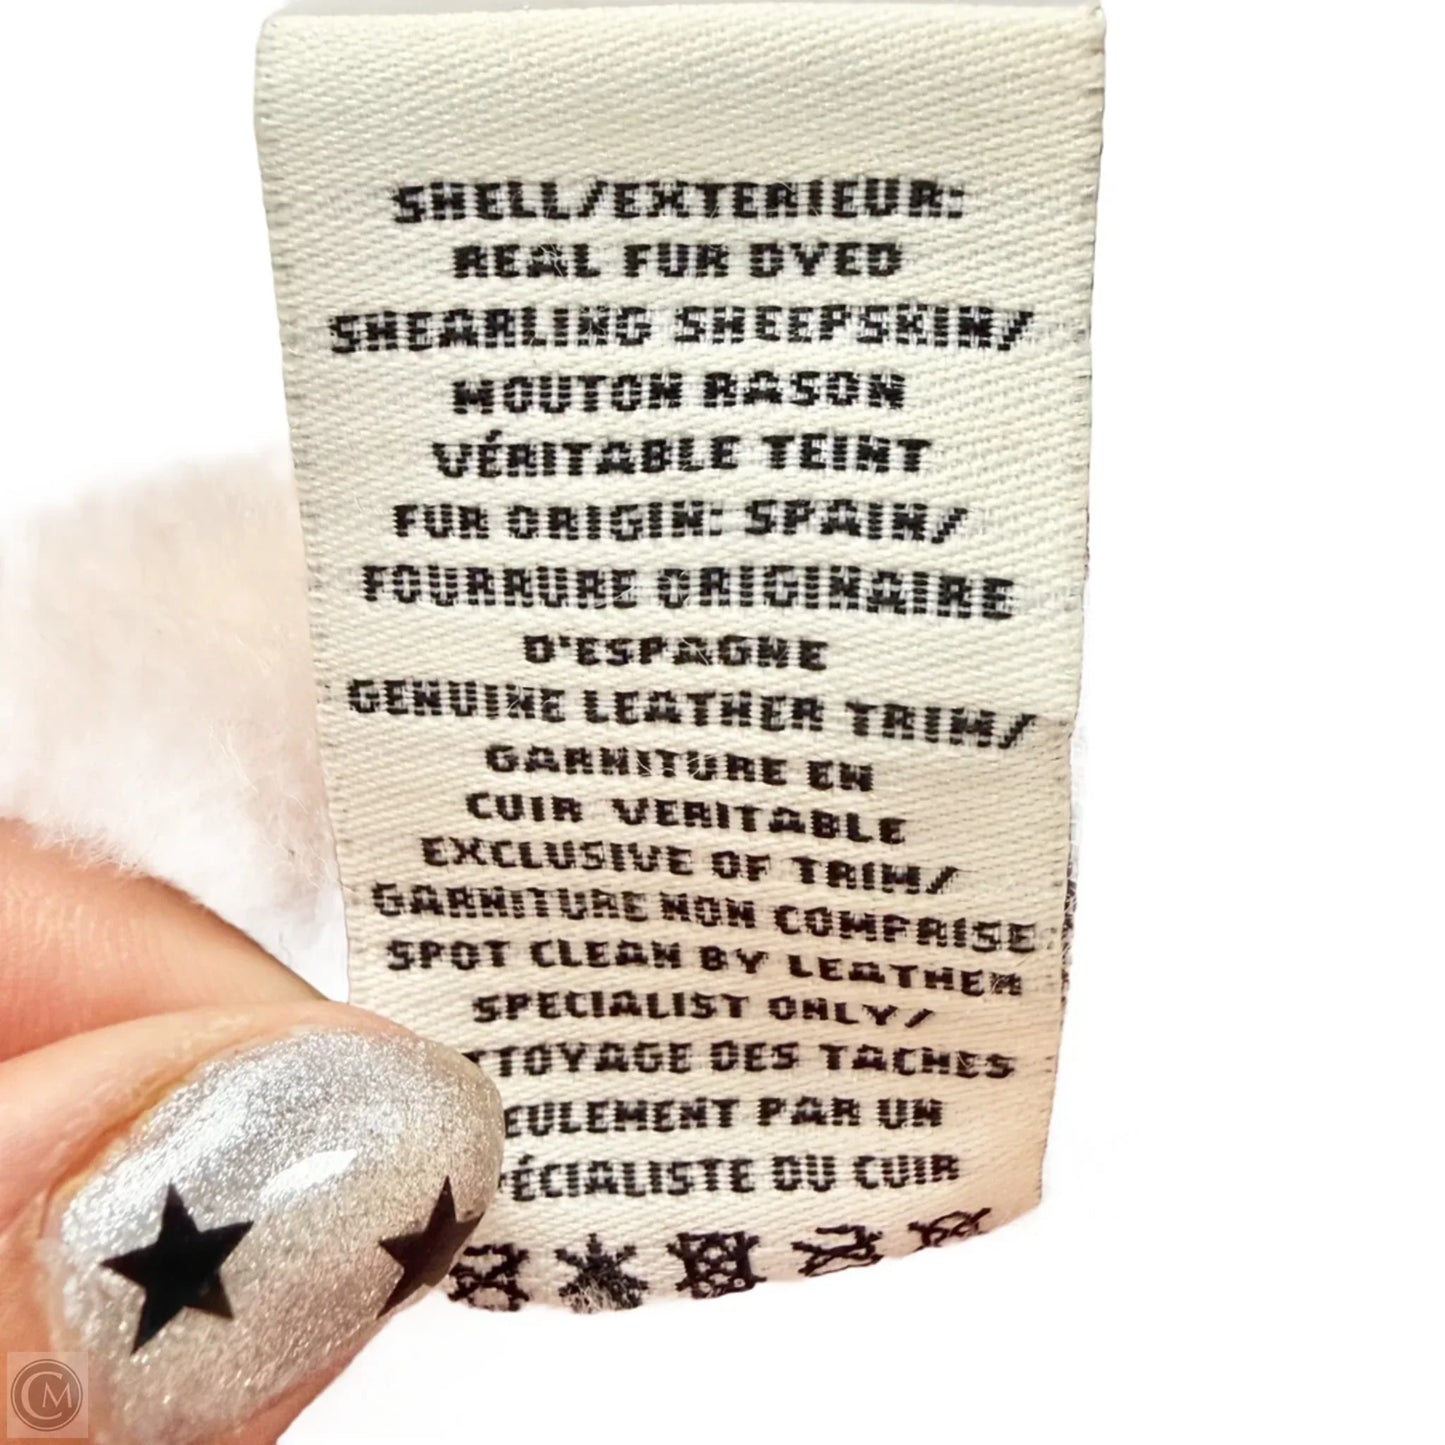 SHELL/EXTERIEUR:
REAL FUR DYED
SHEARLING SHEEPSKIN/
MOUTON RASON
VÉRITABLE TEINT
FUR ORIGIN: SPAIN/
FOURRURE ORIGINAIRE
D'ESPAGNE
GENUINE LEATHER TRIM/
GARNITURE EN
CUIR VERITABLE
EXCLUSIVE OF TRIM/
GARNITURE NON COMPRISE
SPOT CLEAN BY LEATHER
SPECIALIST ONLY/
TTOYAGE DES TACHES
EULEMENT PAR UN
PÉCIALISTE DU CUIR
CM